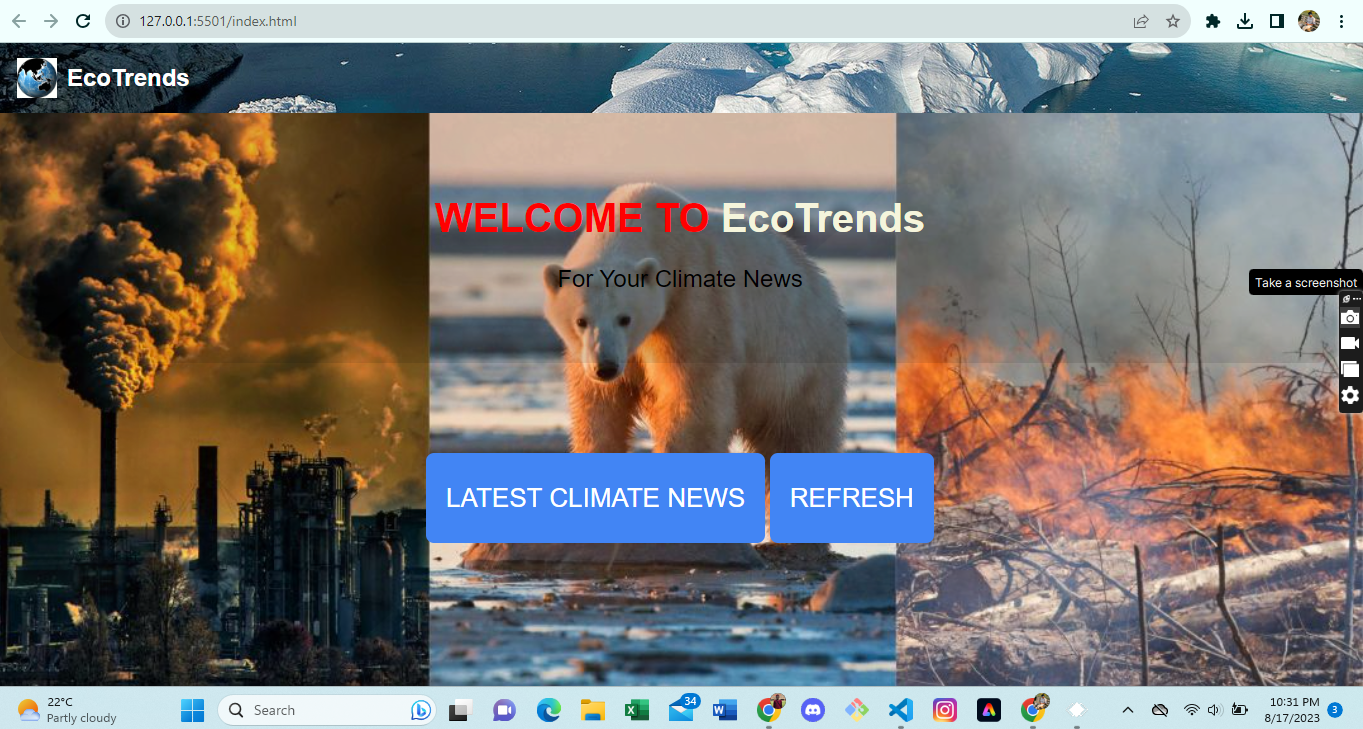 127.0.0.1:5501/index.html
EcoTrends
WELCOME TO EcoTrends
For Your Climate News
Take a screenshot
LATEST CLIMATE NEWS
REFRESH
34
22°C
Partly cloudy
Search
10:31 PM
8/17/2023
3